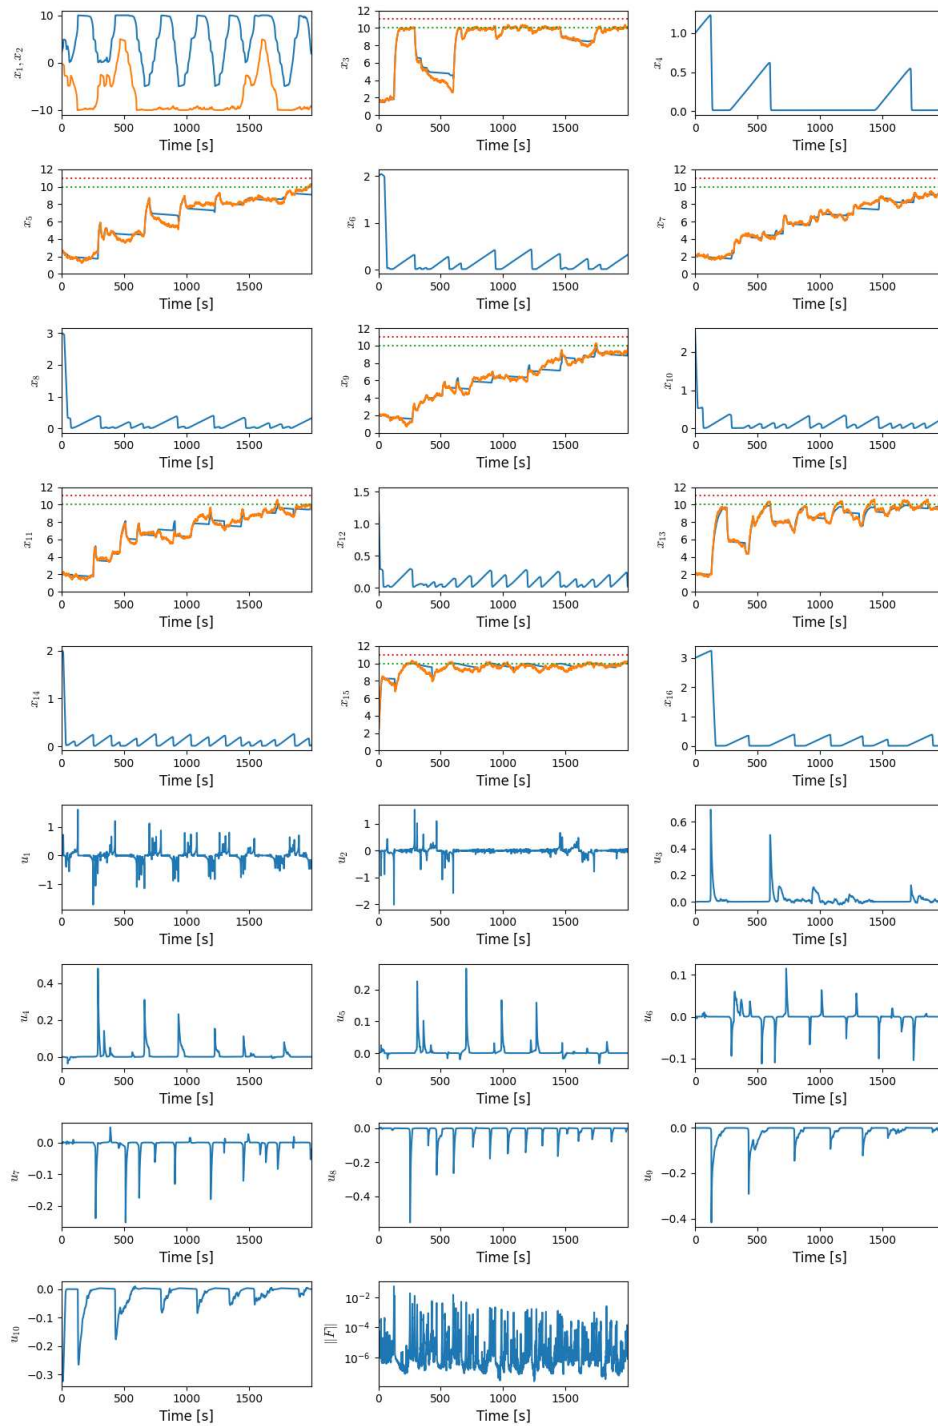 x₁, x₂
10
0
−10
0 500 1000 1500
x₃
12
10
8
6
4
2
0
0 500 1000 1500
x₄
1.0
0.5
0.0
0 500 1000 1500
x₅
12
10
8
6
4
2
0
0 500 1000 1500
Time [s]
x₆
2
1
0
0 500 1000 1500
Time [s]
x₇
12
10
8
6
4
2
0
0 500 1000 1500
Time [s]
x₈
3
2
1
0
0 500 1000 1500
Time [s]
x₉
12
10
8
6
4
2
0
0 500 1000 1500
Time [s]
x₁₀
2
1
0
0 500 1000 1500
Time [s]
x₁₁
12
10
8
6
4
2
0
0 500 1000 1500
Time [s]
x₁₂
1.5
1.0
0.5
0.0
0 500 1000 1500
Time [s]
x₁₃
12
10
8
6
4
2
0
0 500 1000 1500
Time [s]
x₁₄
2
1
0
0 500 1000 1500
Time [s]
x₁₅
12
10
8
6
4
2
0
0 500 1000 1500
Time [s]
x₁₆
3
2
1
0
0 500 1000 1500
Time [s]
u₁
1
0
−1
0 500 1000 1500
Time [s]
u₂
1
0
−1
−2
0 500 1000 1500
Time [s]
u₃
0.6
0.4
0.2
0.0
0 500 1000 1500
Time [s]
u₄
0.4
0.2
0.0
0 500 1000 1500
Time [s]
u₅
0.2
0.1
0.0
0 500 1000 1500
Time [s]
u₆
0.1
0.0
−0.1
0 500 1000 1500
Time [s]
u₇
0.0
−0.1
−0.2
0 500 1000 1500
Time [s]
u₈
0.0
−0.2
−0.4
0 500 1000 1500
Time [s]
u₉
0.0
−0.2
−0.4
0 500 1000 1500
Time [s]
u₁₀
0.0
−0.1
−0.2
−0.3
0 500 1000 1500
Time [s]
||F||
10⁻²
10⁻⁴
10⁻⁶
0 500 1000 1500
Time [s]